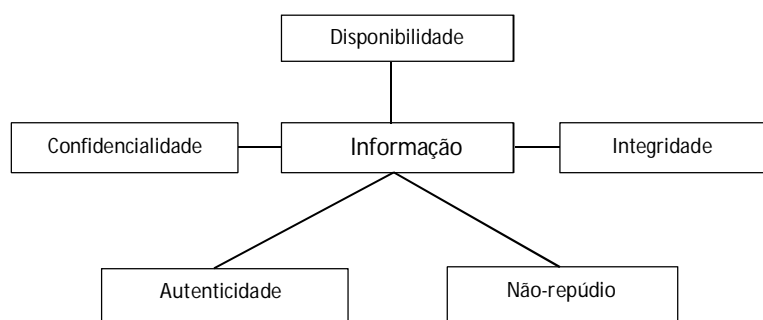 Disponibilidade
Confidencialidade
Informação
Integridade
Autenticidade
Não-repúdio